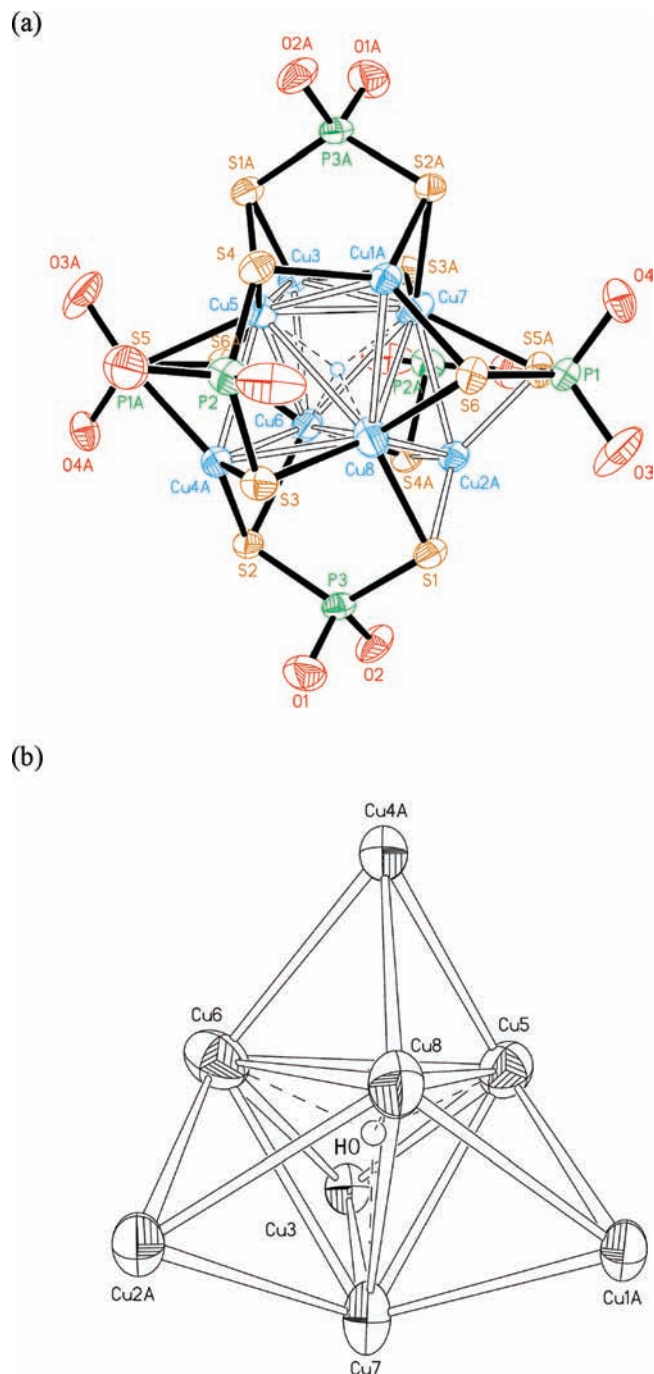 (a)
O2A O1A
P3A
S1A S2A
S4 Cu3 Cu1A S3A
O3A Cu5 Cu7 O4
S5 S6A S5A
P1A P2 P2A P1
S6
O4A Cu6
Cu4A Cu8 S4A Cu2A O3
S3
S2 S1
P3
O2
O1
(b)
Cu4A
Cu6 Cu5
Cu8
H0
Cu3
Cu2A Cu1A
Cu7